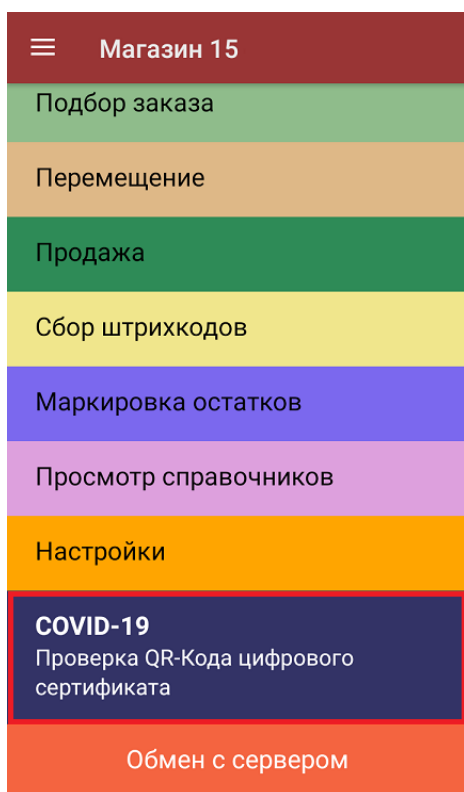 Магазин 15
Подбор заказа
Перемещение
Продажа
Сбор штрихкодов
Маркировка остатков
Просмотр справочников
Настройки
COVID-19
Проверка QR-Кода цифрового
сертификата
Обмен с сервером